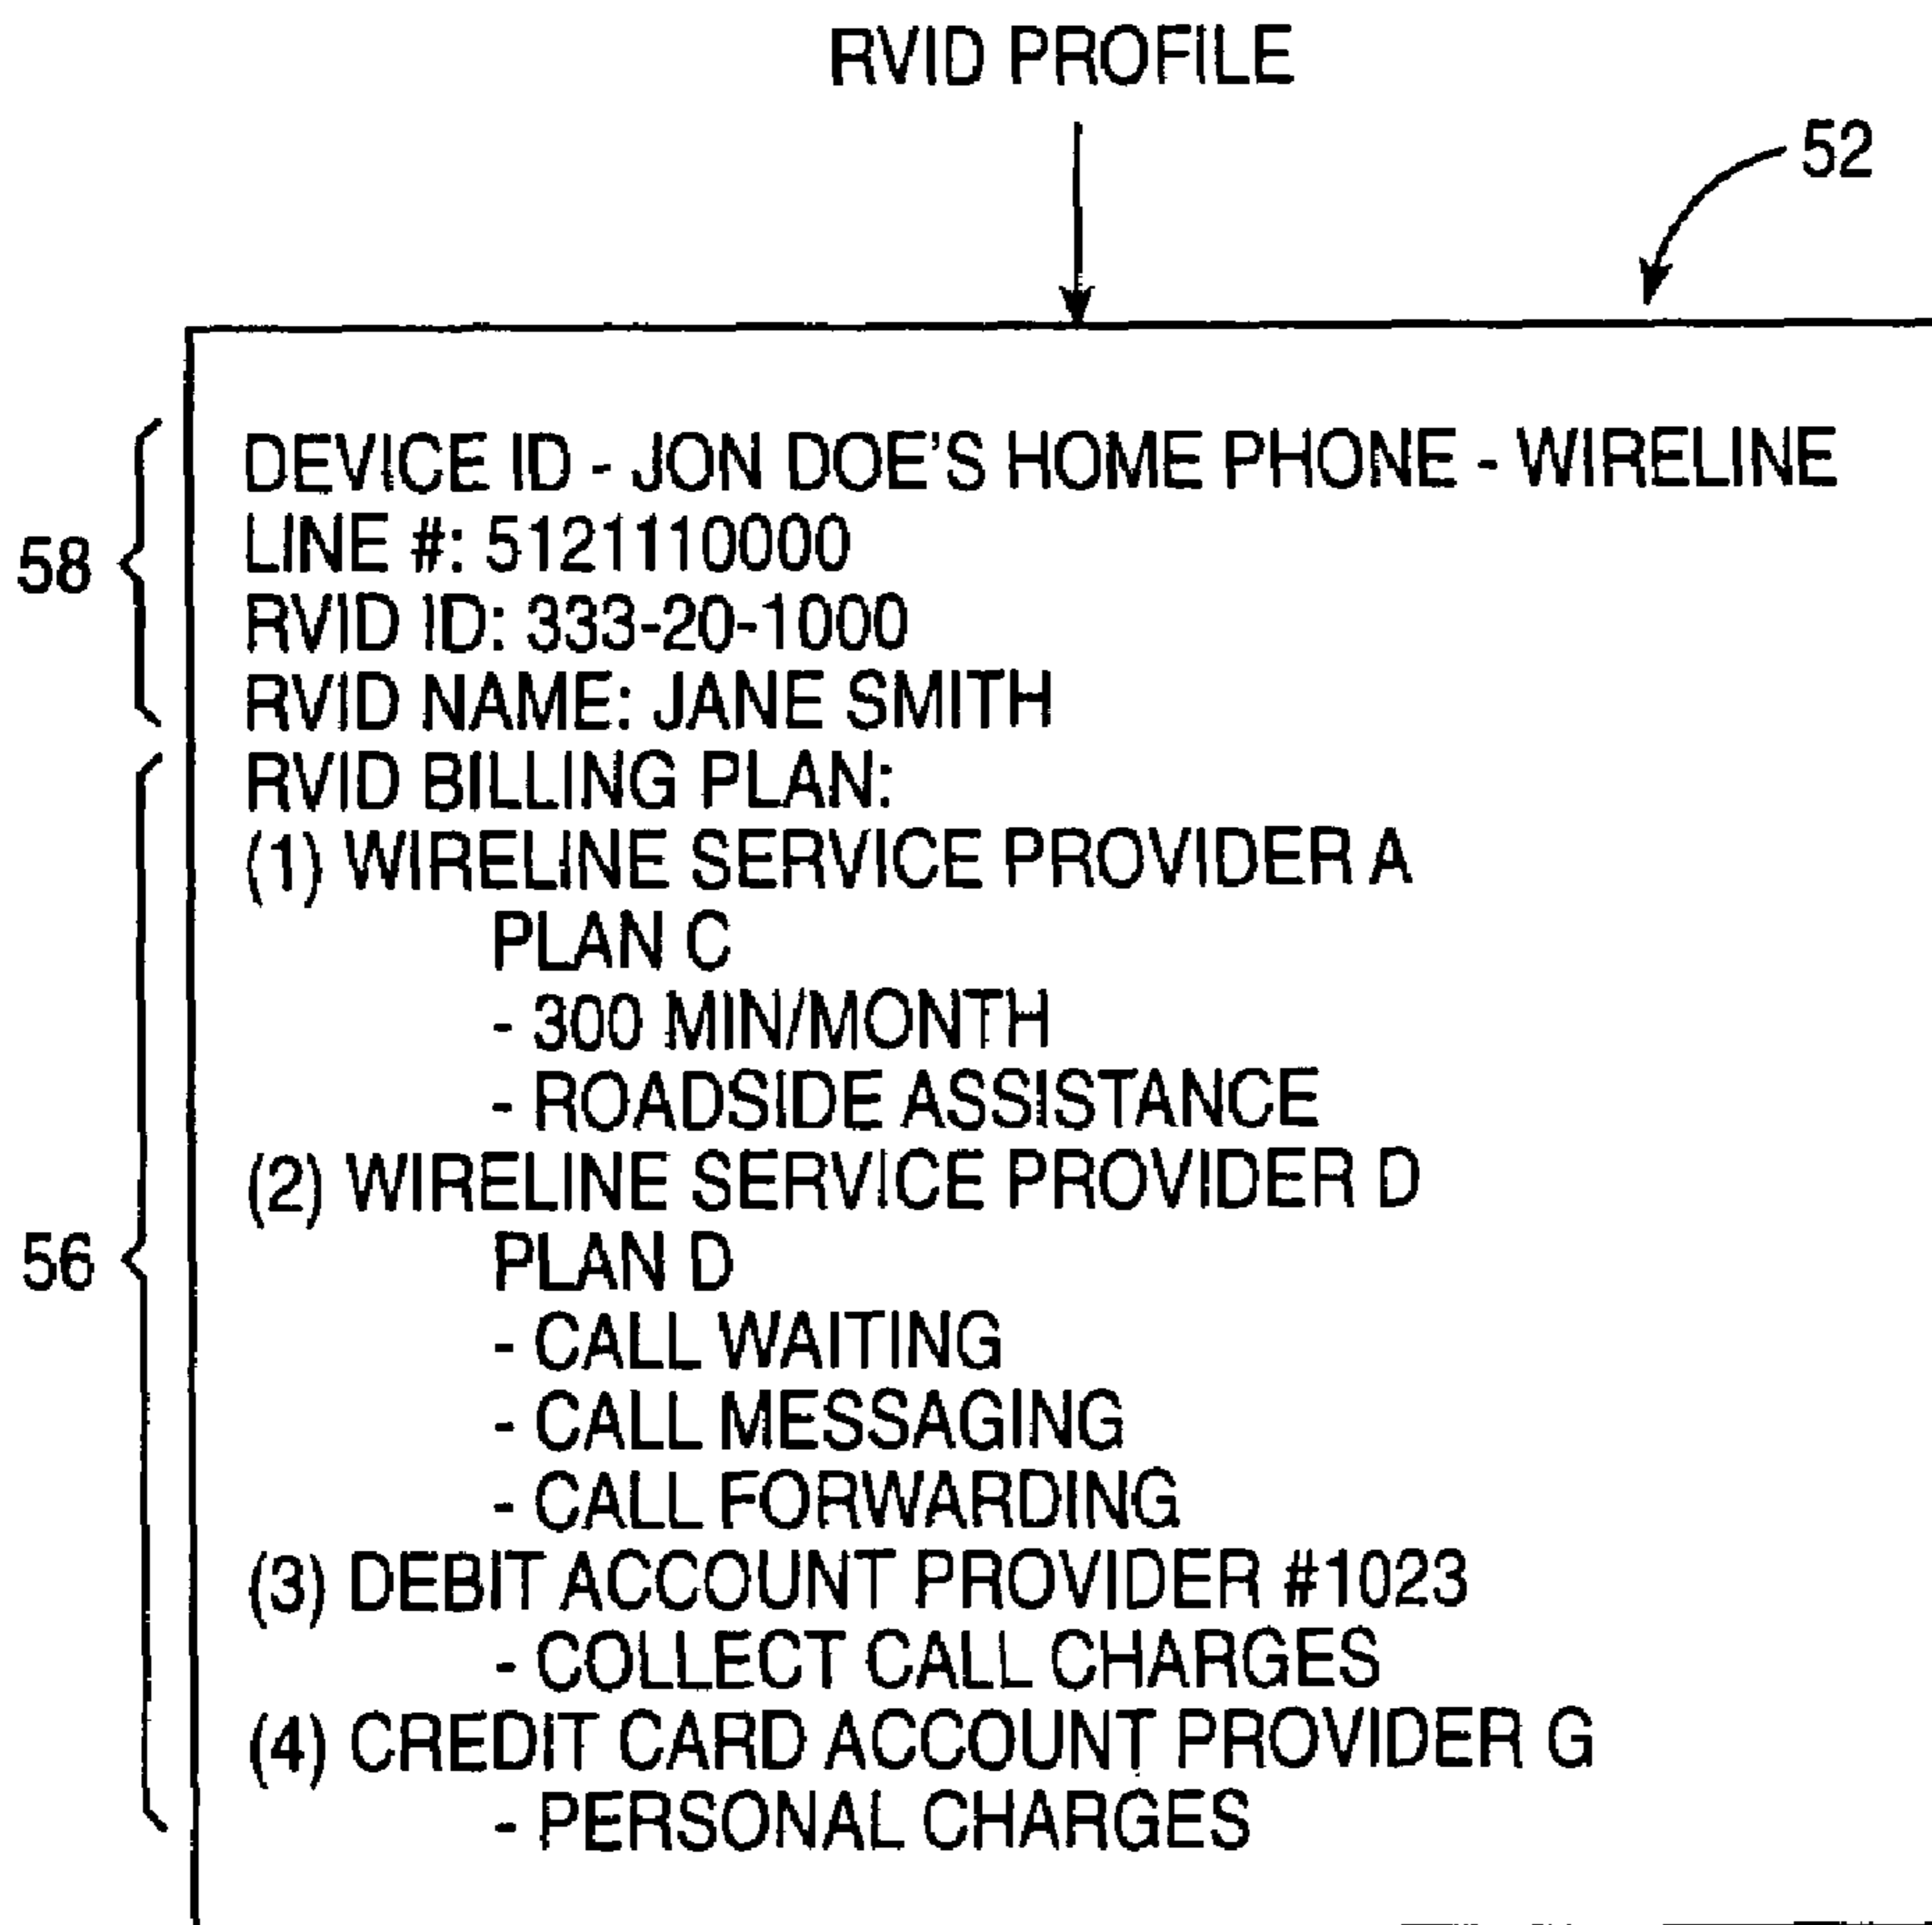 RVID PROFILE
52
DEVICE ID - JON DOE'S HOME PHONE - WIRELINE
LINE #: 5121110000
58
RVID ID: 333-20-1000
RVID NAME: JANE SMITH
RVID BILLING PLAN:
(1) WIRELINE SERVICE PROVIDER A
PLAN C
- 300 MIN/MONTH
- ROADSIDE ASSISTANCE
(2) WIRELINE SERVICE PROVIDER D
56
PLAN D
- CALL WAITING
- CALL MESSAGING
- CALL FORWARDING
(3) DEBIT ACCOUNT PROVIDER #1023
- COLLECT CALL CHARGES
(4) CREDIT CARD ACCOUNT PROVIDER G
- PERSONAL CHARGES